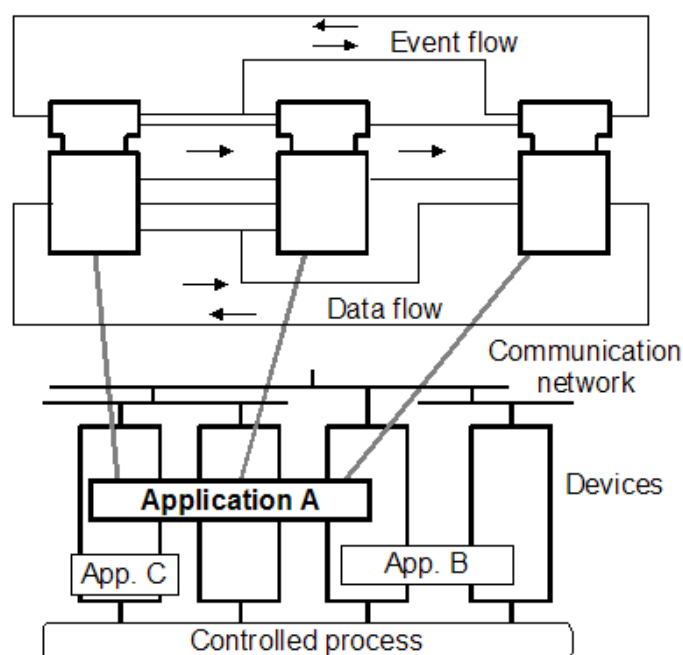 Event flow
Data flow
Communication
network
Devices
Application A
App. C
App. B
Controlled process